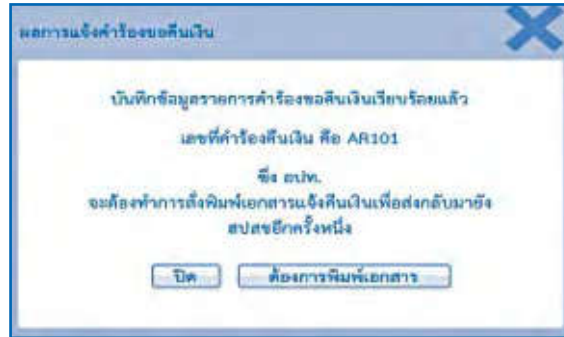 ผลการแจ้งคำร้องขอคืนเงิน
บันทึกข้อมูลรายการคำร้องขอคืนเงินเรียบร้อยแล้ว
เลขที่คำร้องคืนเงิน คือ AR101
ซึ่ง อปท.
จะต้องทำการสั่งพิมพ์เอกสารแจ้งคืนเงินเพื่อส่งกลับมายัง
สปสชอีกครั้งหนึ่ง
ปิด
ต้องการพิมพ์เอกสาร